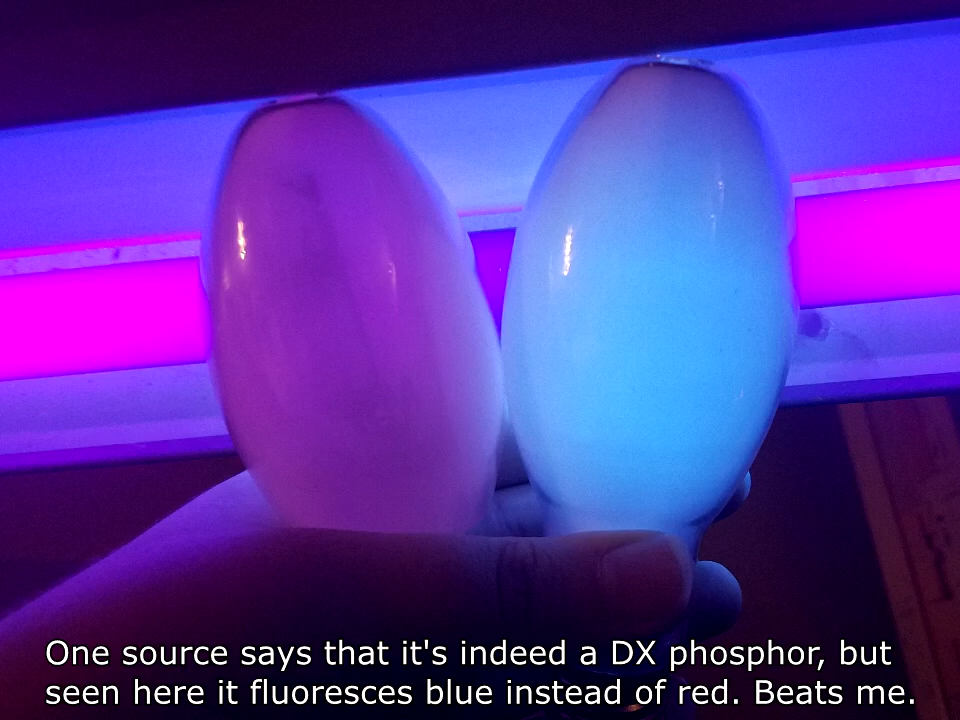 One source says that it's indeed a DX phosphor, but
seen here it fluoresces blue instead of red. Beats me.